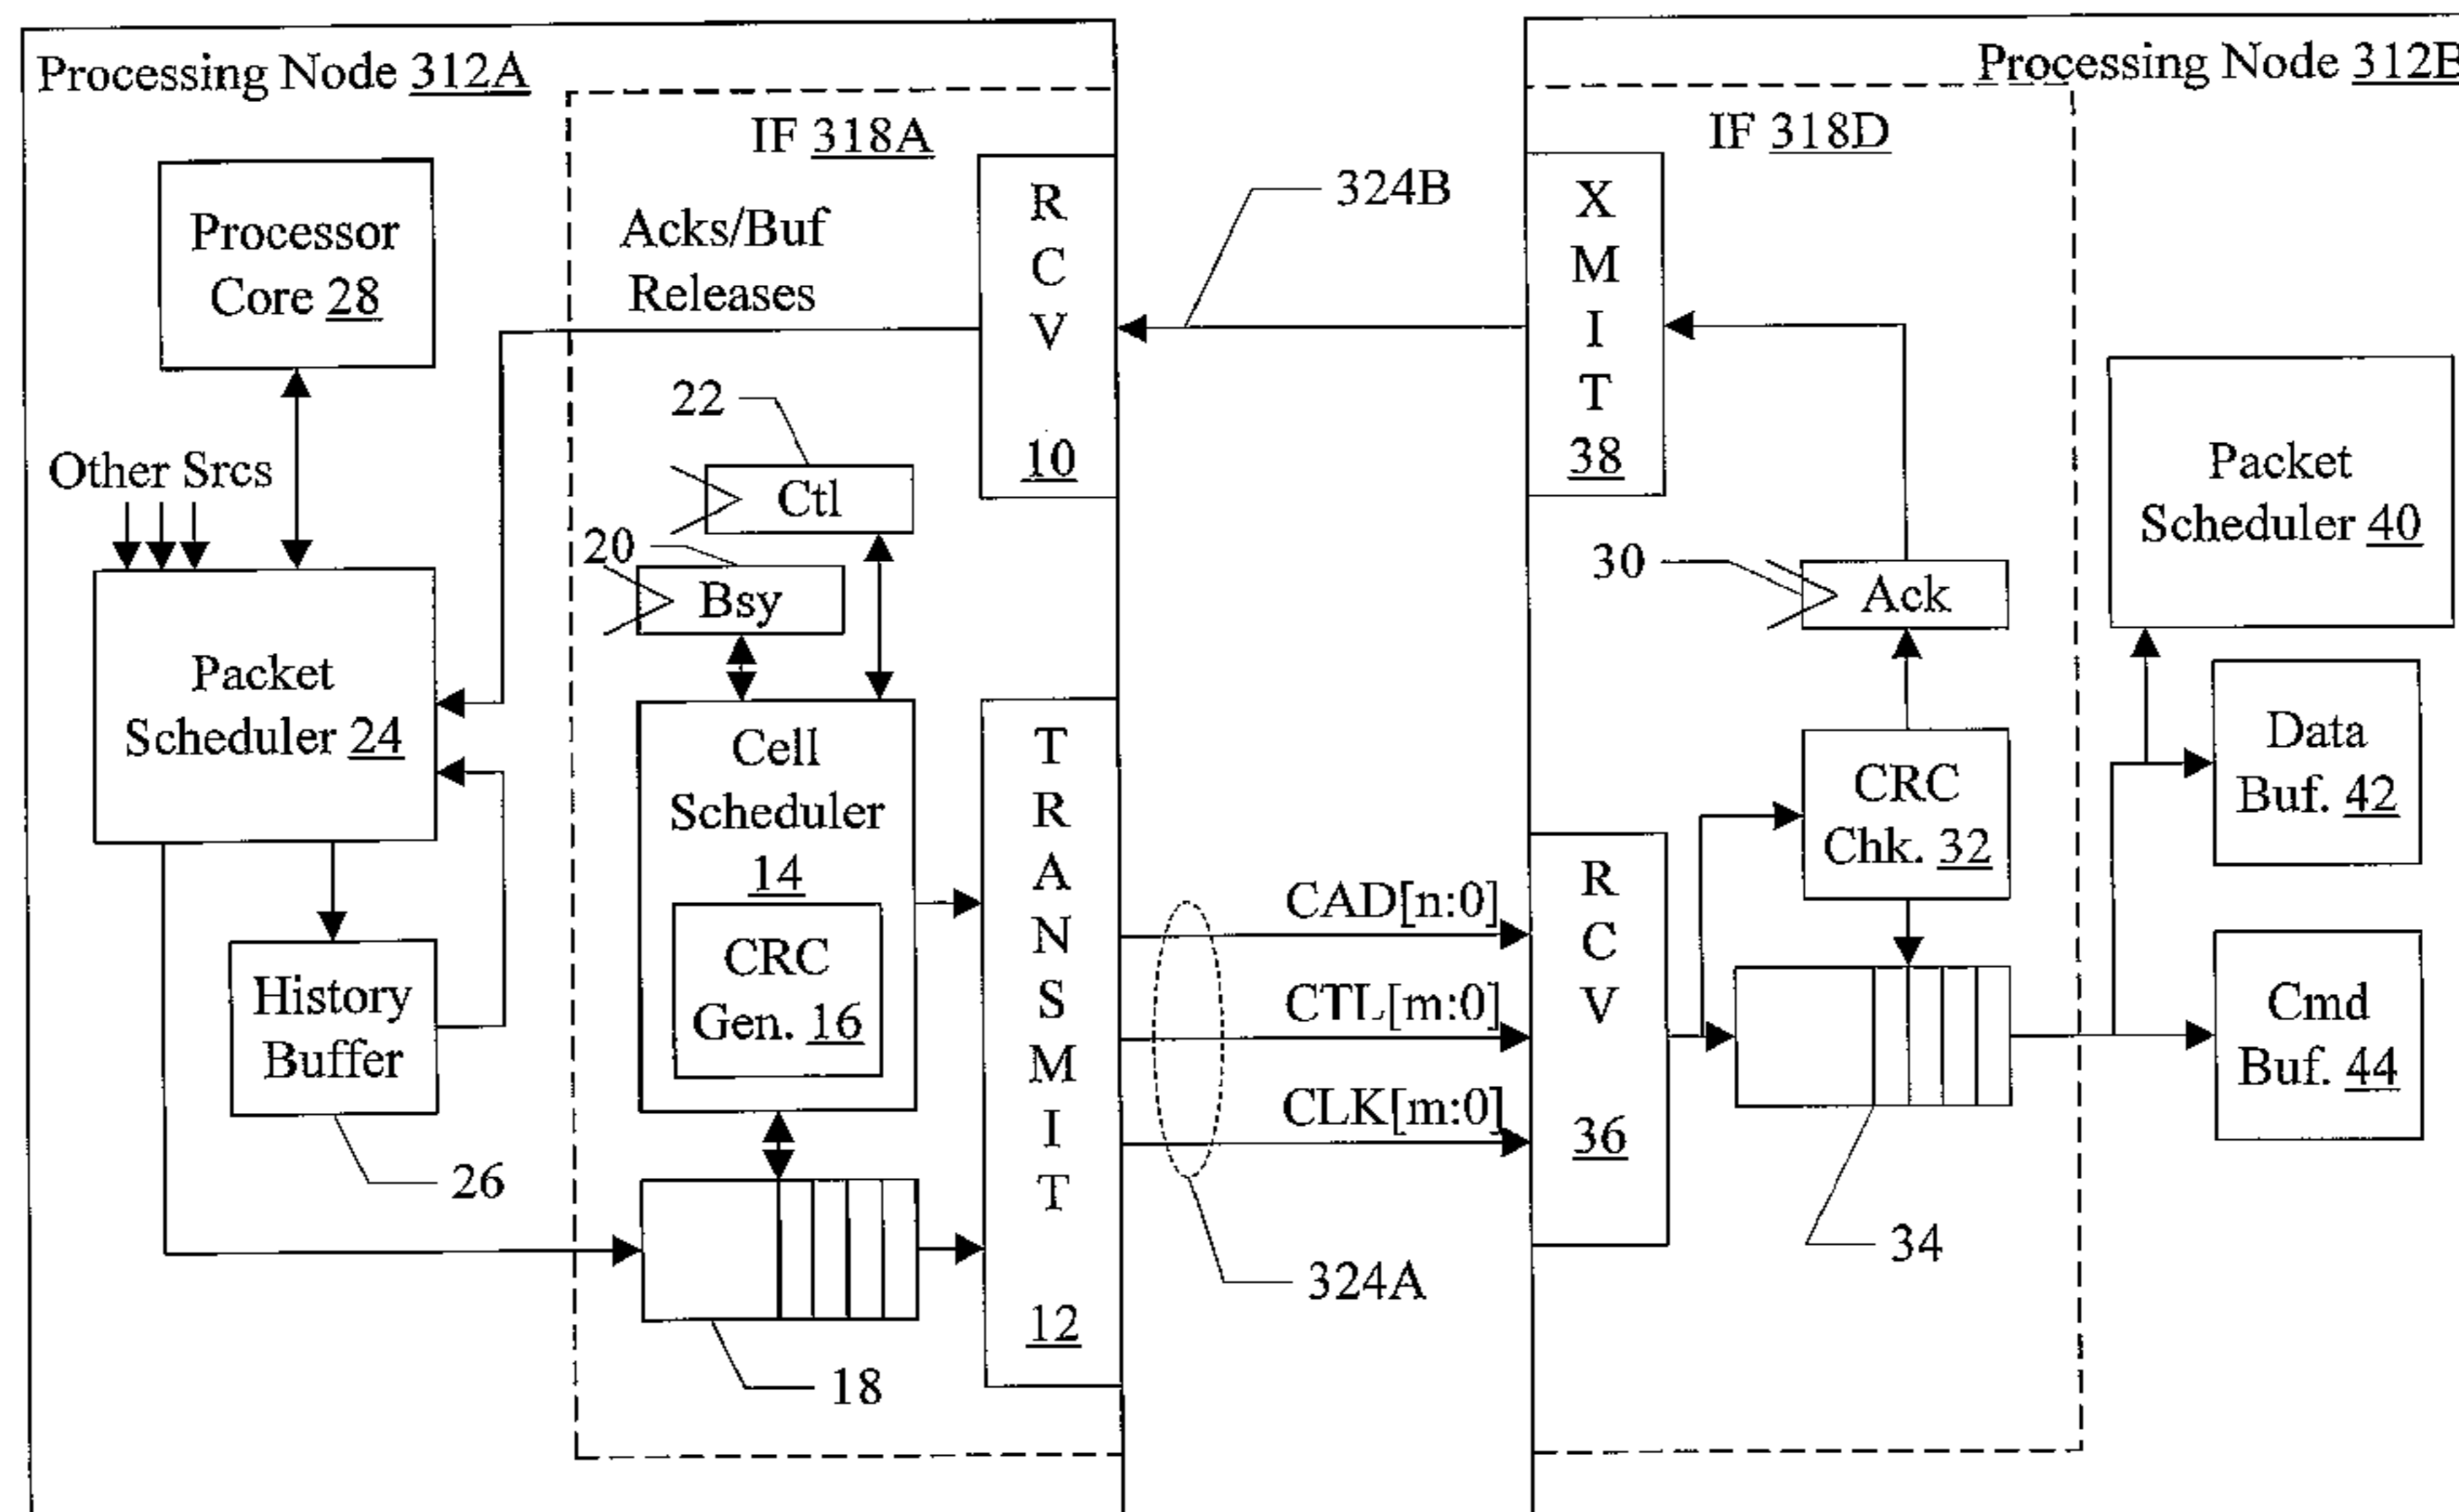 Processing Node 312A
Processing Node 312B
IF 318A
IF 318D
Processor
Core 28
Acks/Buf
Releases
R
C
V
10
324B
X
M
I
T
38
22
Ctl
Other Srcs
20
Bsy
30
Ack
Packet
Scheduler 40
Packet
Scheduler 24
Cell
Scheduler
14
CRC
Gen. 16
T
R
A
N
S
M
I
T
12
CAD[n:0]
CTL[m:0]
CLK[m:0]
R
C
V
36
CRC
Chk. 32
Data
Buf. 42
Cmd
Buf. 44
History
Buffer
26
18
324A
34